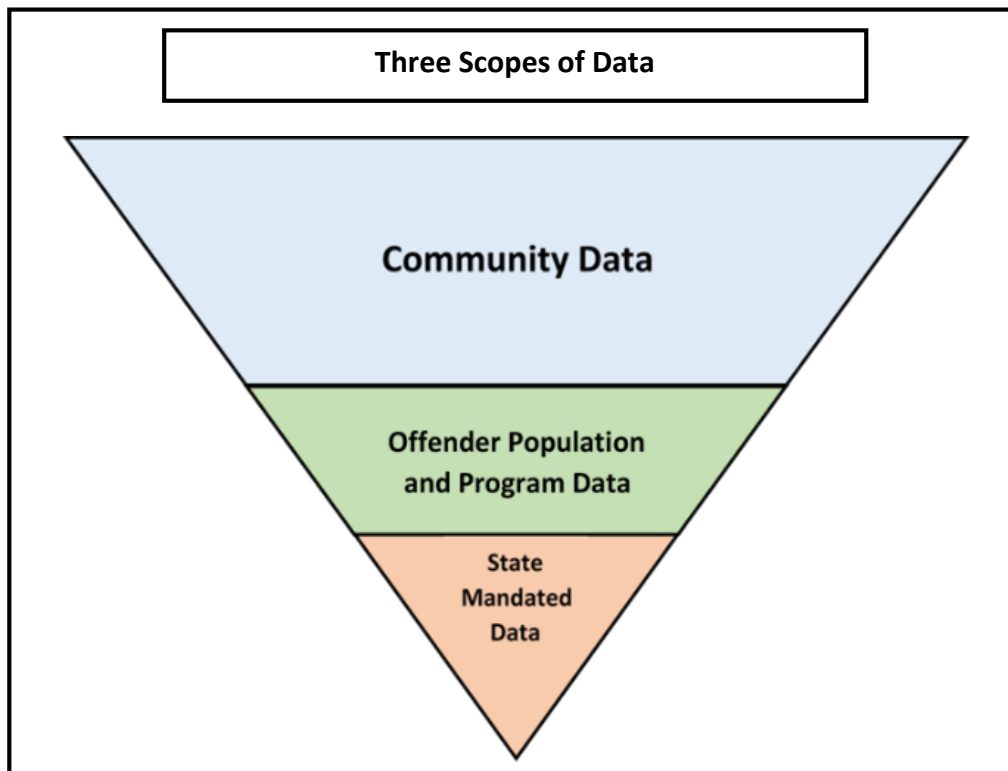 Three Scopes of Data
Community Data
Offender Population
and Program Data
State
Mandated
Data